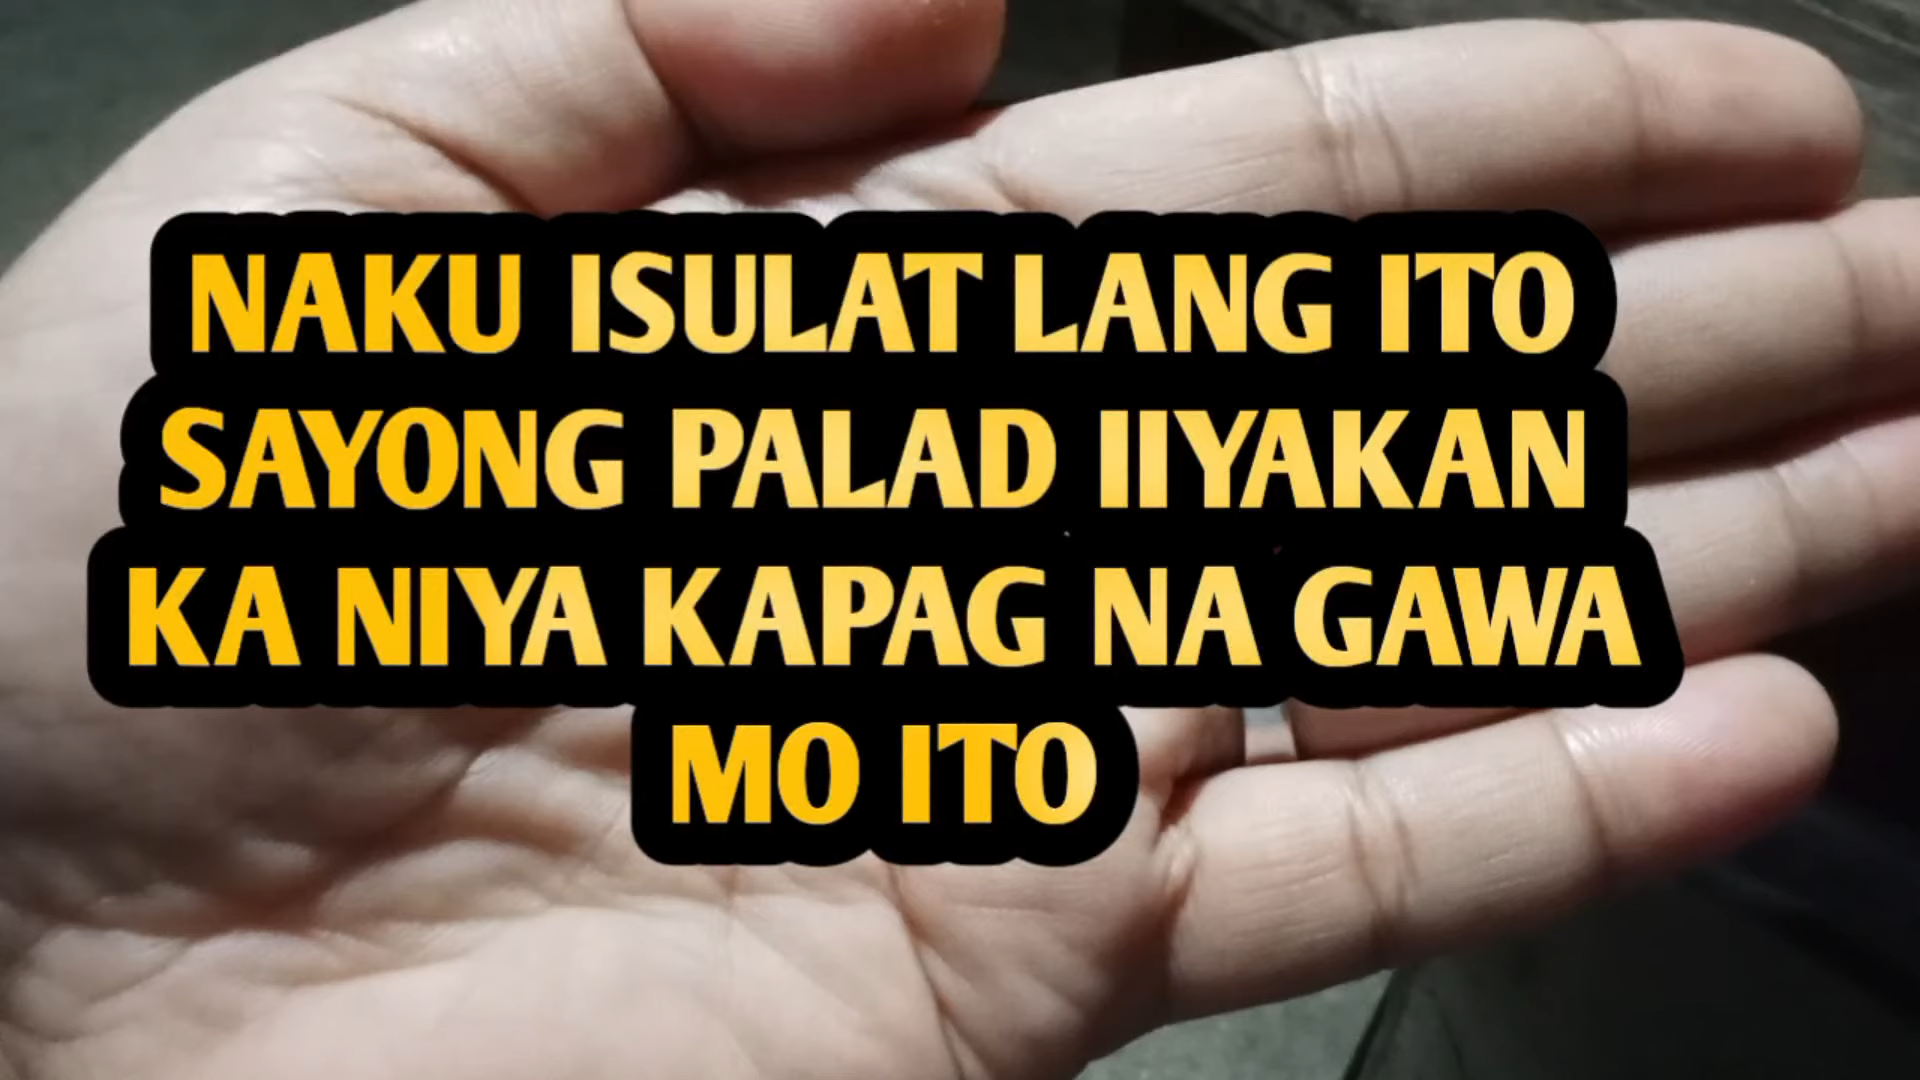 NAKU ISULAT LANG ITO
SAYONG PALAD IIYAKAN
KA NIYA KAPAG NA GAWA
MO ITO